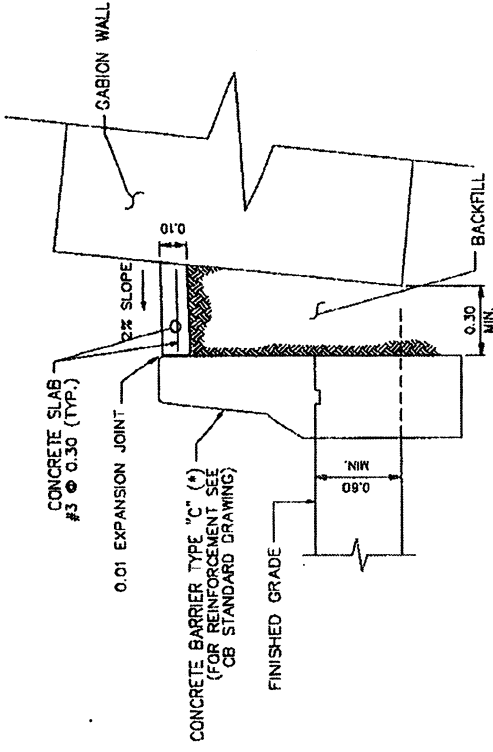 CONCRETE SLAB
#3 @ 0.30 (TYP.)
0.01 EXPANSION JOINT
2% SLOPE
0.10
GABION WALL
CONCRETE BARRIER TYPE "C" (*)
(FOR REINFORCEMENT SEE
CB STANDARD DRAWING)
FINISHED GRADE
0.60
MIN.
0.30
MIN.
BACKFILL